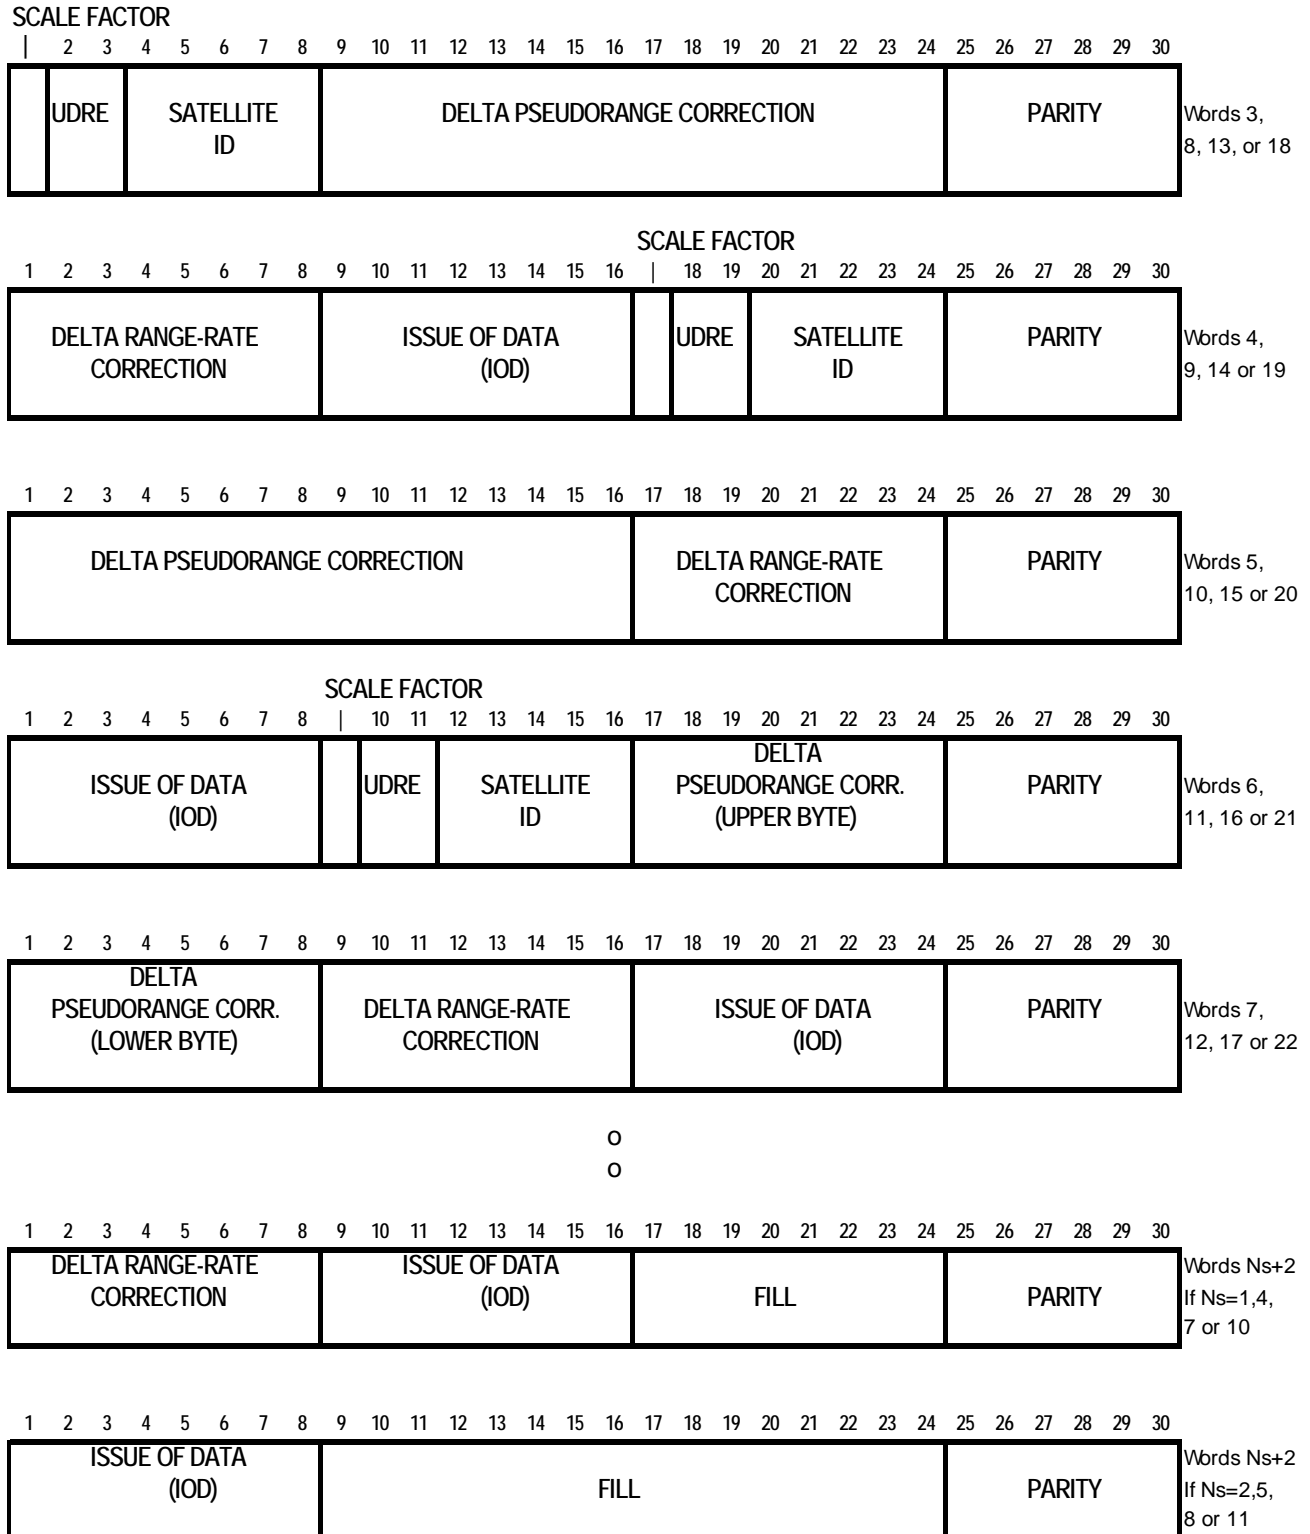 SCALE FACTOR
| 2 3 4 5 6 7 8 9 10 11 12 13 14 15 16 17 18 19 20 21 22 23 24 25 26 27 28 29 30
UDRE SATELLITE DELTA PSEUDORANGE CORRECTION PARITY Words 3,
ID 8, 13, or 18
SCALE FACTOR
1 2 3 4 5 6 7 8 9 10 11 12 13 14 15 16 | 18 19 20 21 22 23 24 25 26 27 28 29 30
DELTA RANGE-RATE ISSUE OF DATA UDRE SATELLITE PARITY Words 4,
CORRECTION (IOD) ID 9, 14 or 19
1 2 3 4 5 6 7 8 9 10 11 12 13 14 15 16 17 18 19 20 21 22 23 24 25 26 27 28 29 30
DELTA PSEUDORANGE CORRECTION DELTA RANGE-RATE PARITY Words 5,
CORRECTION 10, 15 or 20
SCALE FACTOR
1 2 3 4 5 6 7 8 | 10 11 12 13 14 15 16 17 18 19 20 21 22 23 24 25 26 27 28 29 30
DELTA
ISSUE OF DATA UDRE SATELLITE PSEUDORANGE CORR. PARITY Words 6,
(IOD) ID (UPPER BYTE) 11, 16 or 21
1 2 3 4 5 6 7 8 9 10 11 12 13 14 15 16 17 18 19 20 21 22 23 24 25 26 27 28 29 30
DELTA
PSEUDORANGE CORR. DELTA RANGE-RATE ISSUE OF DATA PARITY Words 7,
(LOWER BYTE) CORRECTION (IOD) 12, 17 or 22
o
o
1 2 3 4 5 6 7 8 9 10 11 12 13 14 15 16 17 18 19 20 21 22 23 24 25 26 27 28 29 30
DELTA RANGE-RATE ISSUE OF DATA Words Ns+2
CORRECTION (IOD) FILL PARITY If Ns=1,4,
7 or 10
1 2 3 4 5 6 7 8 9 10 11 12 13 14 15 16 17 18 19 20 21 22 23 24 25 26 27 28 29 30
ISSUE OF DATA Words Ns+2
(IOD) FILL PARITY If Ns=2,5,
8 or 11